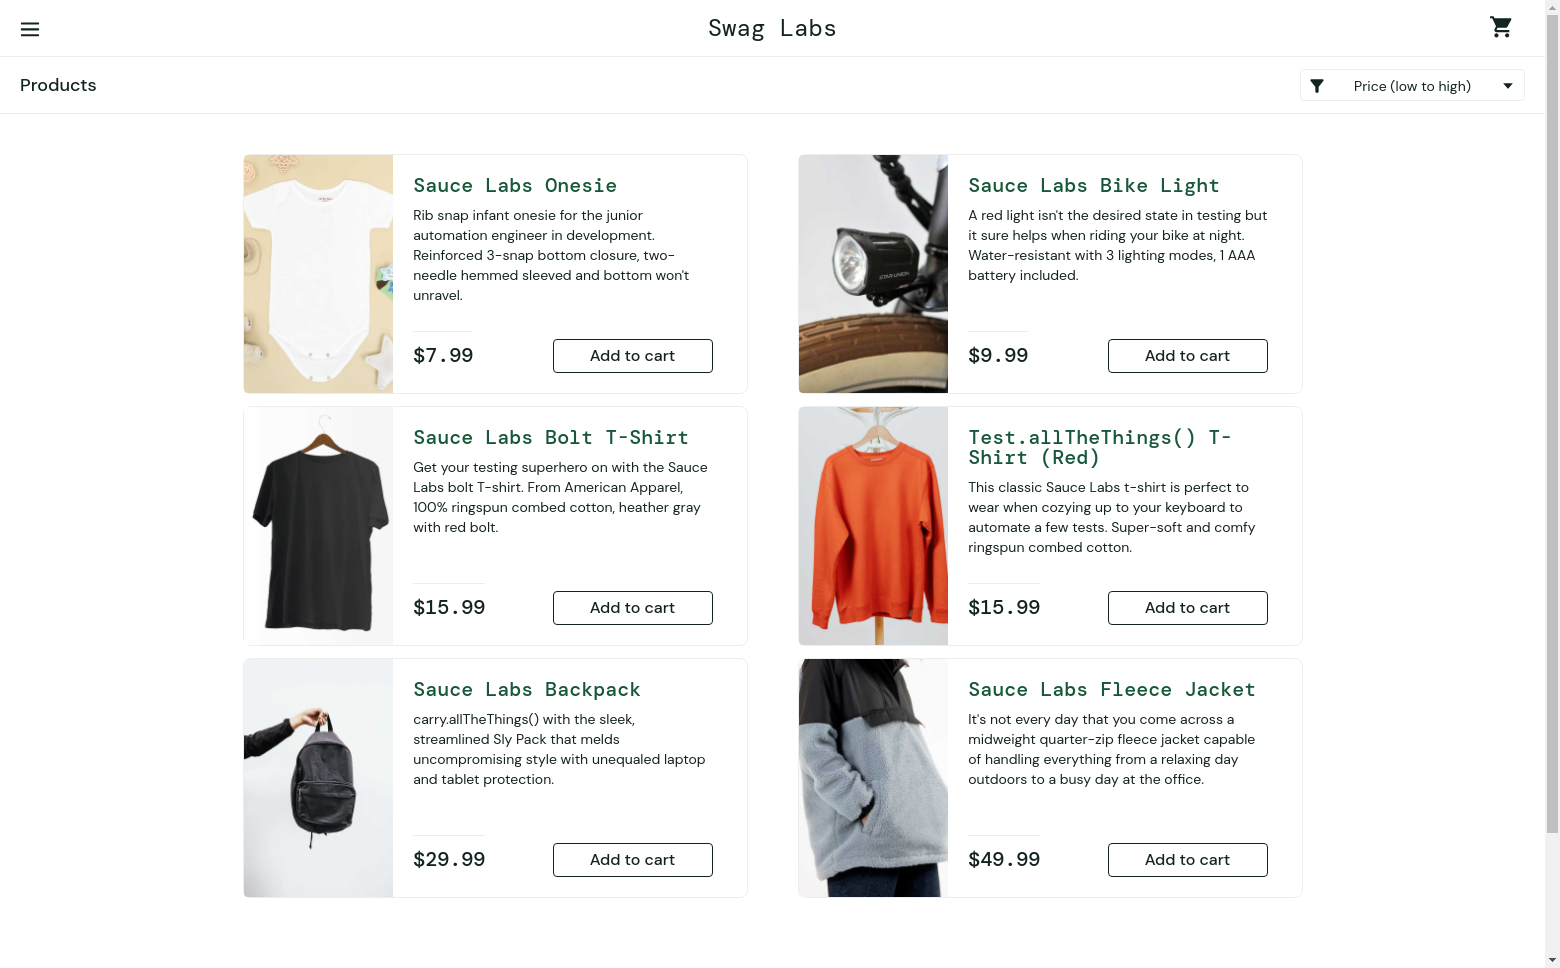 Swag Labs
Products
Price (low to high)
Sauce Labs Onesie
Rib snap infant onesie for the junior
automation engineer in development.
Reinforced 3-snap bottom closure, two-
needle hemmed sleeved and bottom won't
unravel.
$7.99
Add to cart
Sauce Labs Bike Light
A red light isn't the desired state in testing but
it sure helps when riding your bike at night.
Water-resistant with 3 lighting modes, 1 AAA
battery included.
$9.99
Add to cart
STAR UNION
Sauce Labs Bolt T-Shirt
Get your testing superhero on with the Sauce
Labs bolt T-shirt. From American Apparel,
100% ringspun combed cotton, heather gray
with red bolt.
$15.99
Add to cart
Test.allTheThings() T-
Shirt (Red)
This classic Sauce Labs t-shirt is perfect to
wear when cozying up to your keyboard to
automate a few tests. Super-soft and comfy
ringspun combed cotton.
$15.99
Add to cart
Sauce Labs Backpack
carry.allTheThings() with the sleek,
streamlined Sly Pack that melds
uncompromising style with unequaled laptop
and tablet protection.
$29.99
Add to cart
Sauce Labs Fleece Jacket
It's not every day that you come across a
midweight quarter-zip fleece jacket capable
of handling everything from a relaxing day
outdoors to a busy day at the office.
$49.99
Add to cart